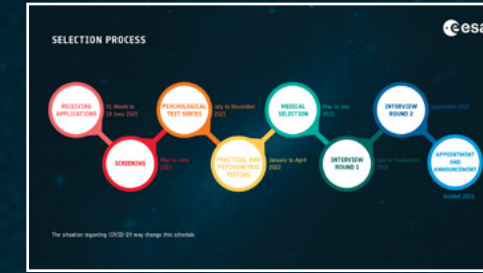 esa
SELECTION PROCESS
RECEIVING
APPLICATIONS
31 March to
18 June 2021
SCREENING
May to June
2021
PSYCHOLOGICAL
TEST SERIES
July to November
2021
PRACTICAL AND
PSYCHOMETRIC
TESTING
January to April
2022
MEDICAL
SELECTION
May to July
2022
INTERVIEW
ROUND 1
July to September
2022
INTERVIEW
ROUND 2
September 2022
APPOINTMENT
AND
ANNOUNCEMENT
October 2022
The situation regarding COVID-19 may change this schedule.